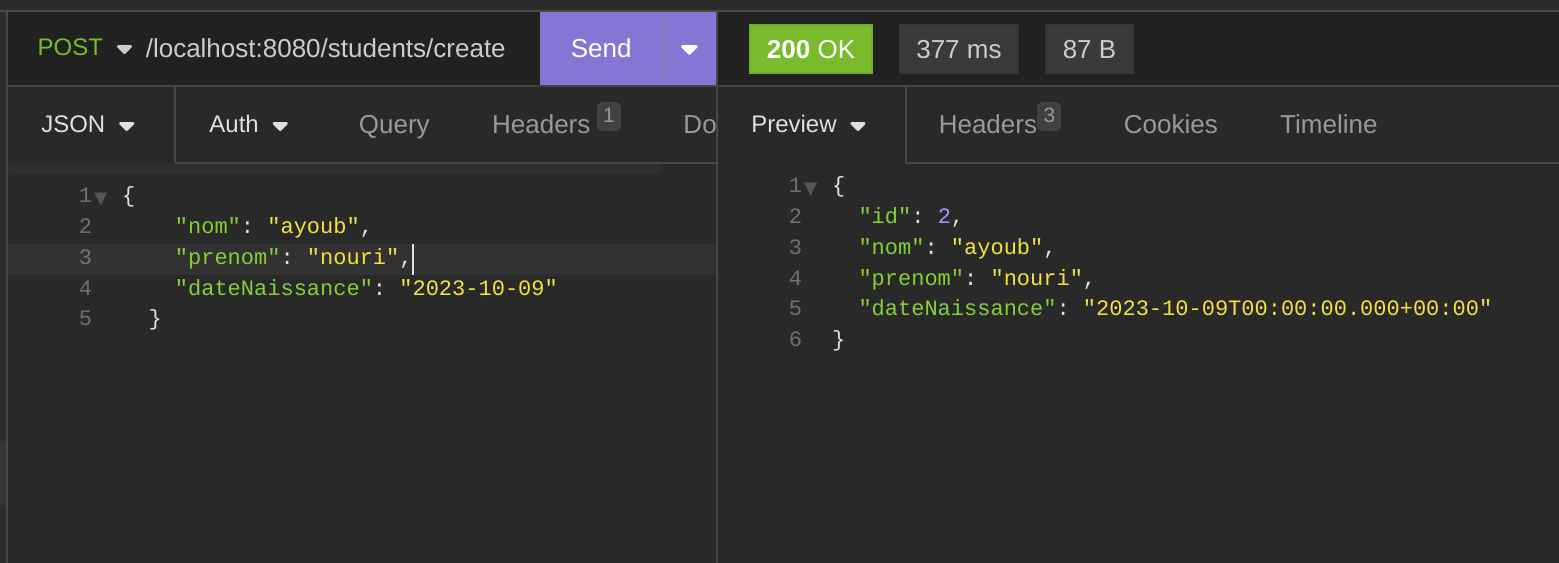 POST /localhost:8080/students/create Send 200 OK 377 ms 87 B
JSON Auth Query Headers 1 Do Preview Headers 3 Cookies Timeline
1 {
2 "nom": "ayoub",
3 "prenom": "nouri",
4 "dateNaissance": "2023-10-09"
5 }
1 {
2 "id": 2,
3 "nom": "ayoub",
4 "prenom": "nouri",
5 "dateNaissance": "2023-10-09T00:00:00.000+00:00"
6 }